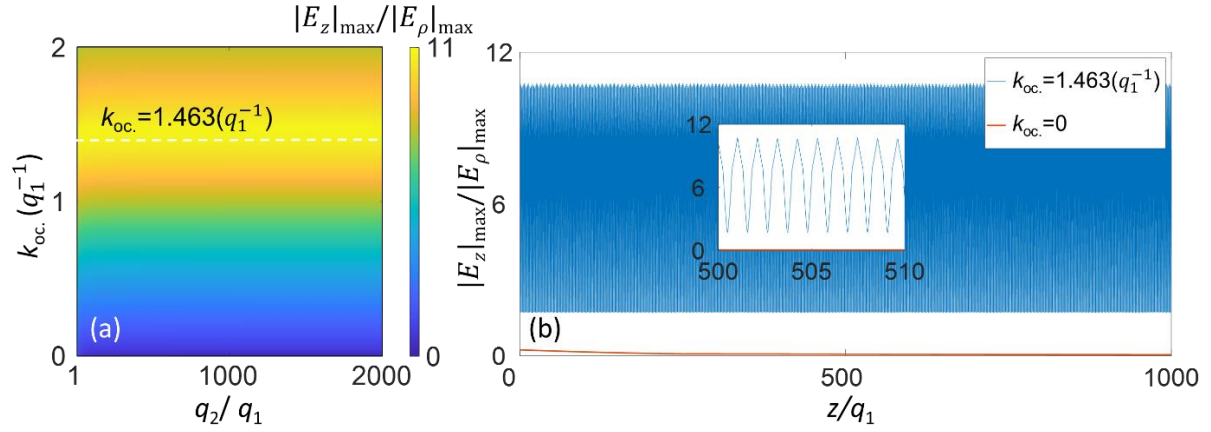 |E_z|_max/|E_ρ|_max
2
1
0
k_oc.(q_1^{-1})
k_oc.=1.463(q_1^{-1})
(a)
1
1000
2000
q_2/ q_1
11
0
12
6
0
|E_z|_max/|E_ρ|_max
k_oc.=1.463(q_1^{-1})
k_oc.=0
12
6
0
500
505
510
(b)
0
500
1000
z/q_1